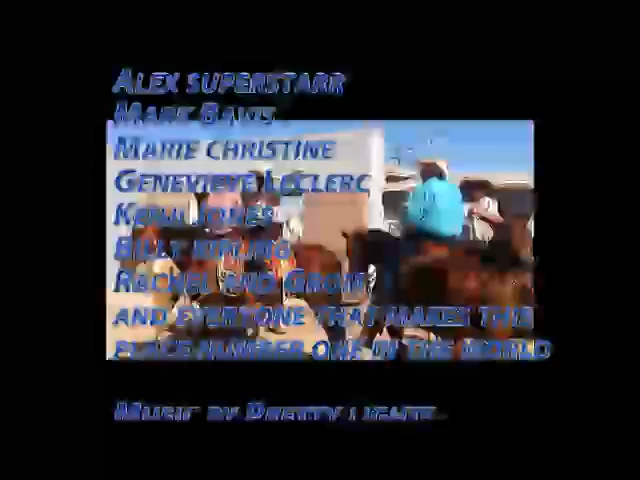 Alex superstarr
Mark
Marie christine
Genevieve LeClerc
Jones
Billy
Rachel and
and everyone that makes this
place number one in the world
Music by Pretty Lights